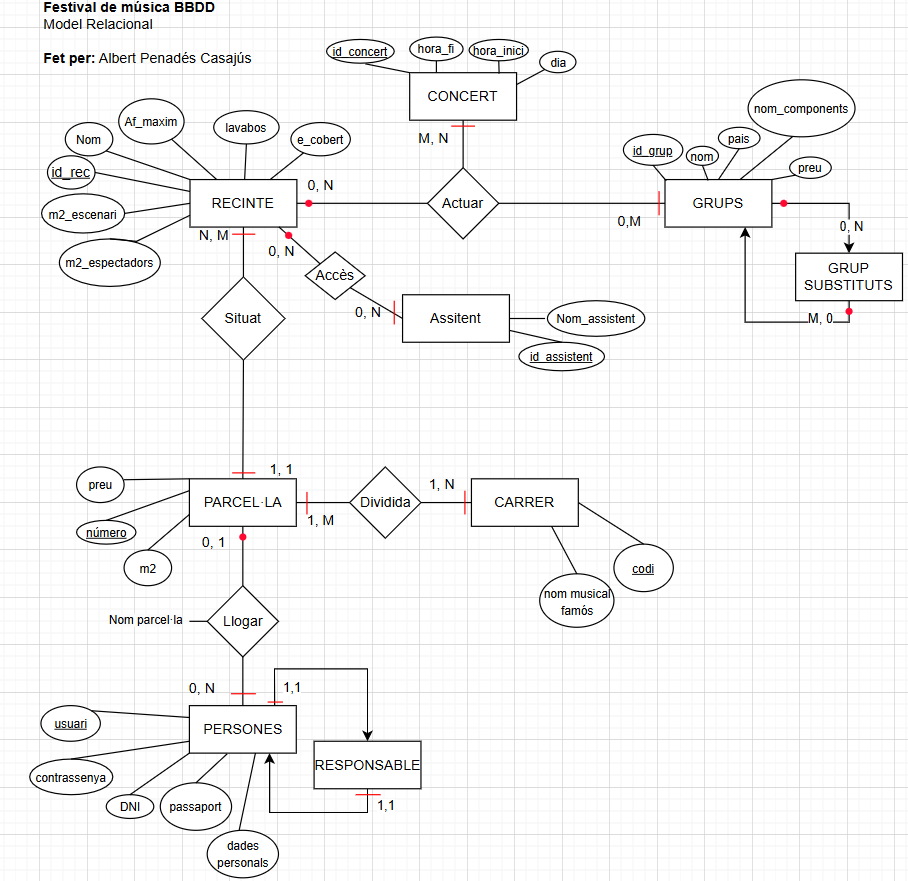 Festival de música BBDD
Model Relacional
Fet per: Albert Penadés Casajús
id_concert
hora_fi
hora_inici
dia
CONCERT
M, N
nom_components
Af_maxim
lavabos
e_cobert
Nom
id_rec
m2_escenari
m2_espectadors
RECINTE
0, N
Actuar
0,M
id_grup
nom
pais
preu
GRUPS
0, N
GRUP
SUBSTITUTS
M, 0
N, M
0, N
Accès
0, N
Assitent
Nom_assistent
id_assistent
Situat
1, 1
preu
número
m2
PARCEL·LA
1, M
Dividida
1, N
CARRER
codi
nom musical
famós
0, 1
Nom parcel·la
Llogar
0, N
1,1
usuari
contrassenya
DNI
passaport
dades
personals
PERSONES
RESPONSABLE
1,1